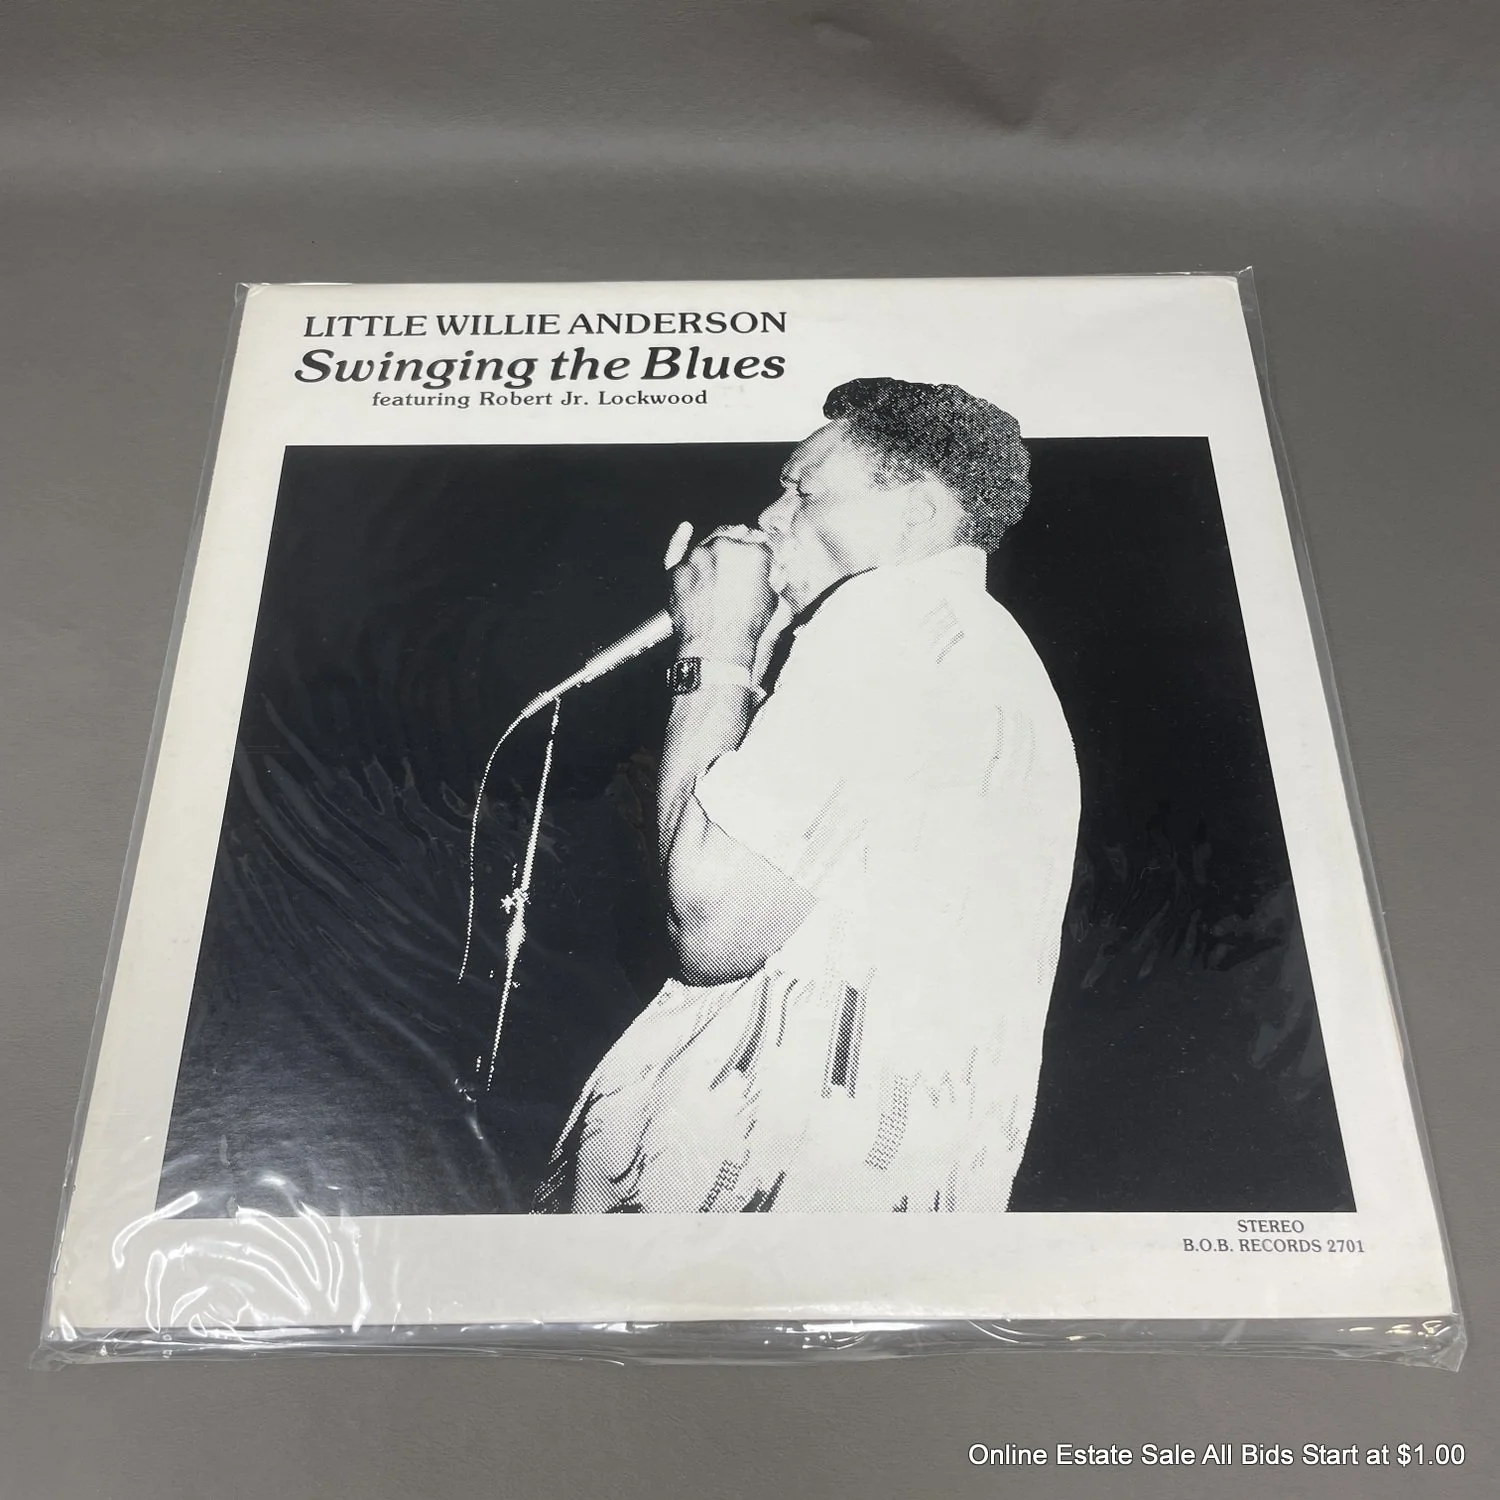 LITTLE WILLIE ANDERSON
Swinging the Blues
featuring Robert Jr. Lockwood
STEREO
B.O.B. RECORDS 2701
Online Estate Sale All Bids Start at $1.00